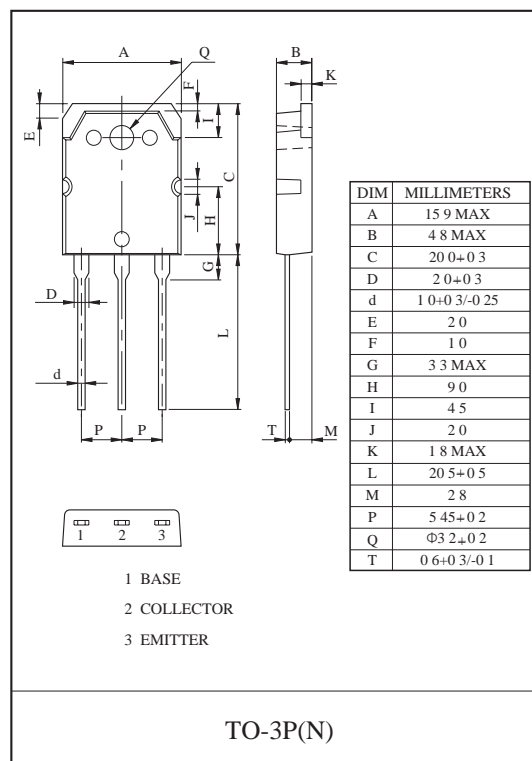 A
Q
B
F
K
I
E
C
J
H
G
D
L
d
P
P
T
M
DIM MILLIMETERS
A 15 9 MAX
B 4 8 MAX
C 20 0+0 3
D 2 0+0 3
d 1 0+0 3/-0 25
E 2 0
F 1 0
G 3 3 MAX
H 9 0
I 4 5
J 2 0
K 1 8 MAX
L 20 5+0 5
M 2 8
P 5 45+0 2
Q Φ3 2+0 2
T 0 6+0 3/-0 1
1 2 3
1 BASE
2 COLLECTOR
3 EMITTER
TO-3P(N)